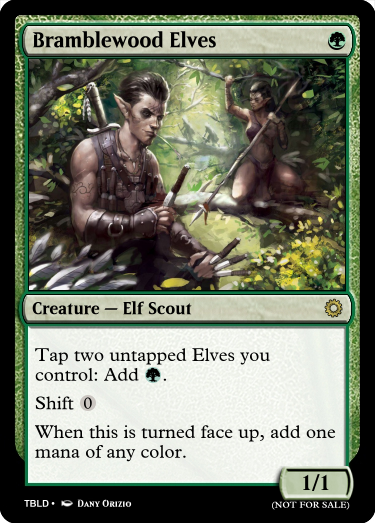 Bramblewood Elves
Creature — Elf Scout
Tap two untapped Elves you
control: Add .
Shift 0
When this is turned face up, add one
mana of any color.
1/1
TBLD • Dany Orizio
(NOT FOR SALE)